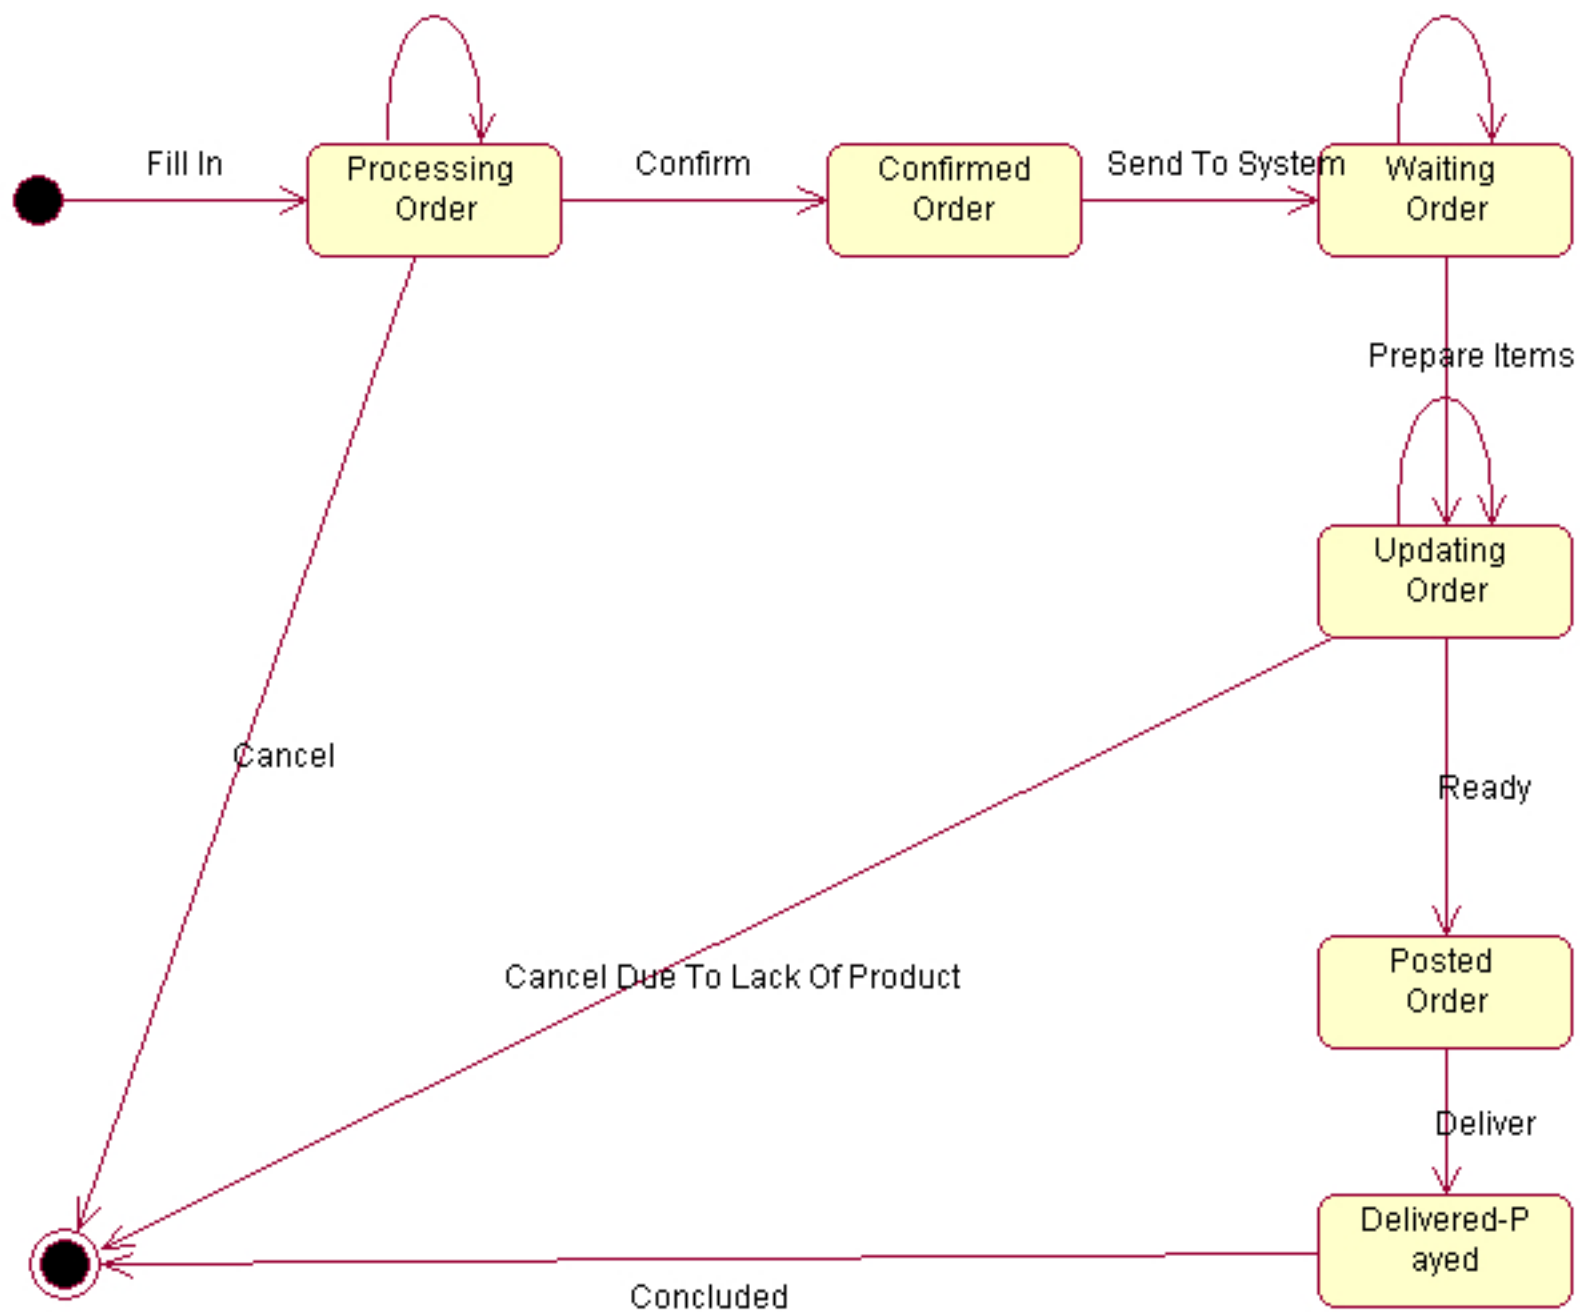 Fill In
Processing
Order
Confirm
Confirmed
Order
Send To System
Waiting
Order
Prepare Items
Updating
Order
Cancel
Ready
Cancel Due To Lack Of Product
Posted
Order
Deliver
Delivered-P
ayed
Concluded